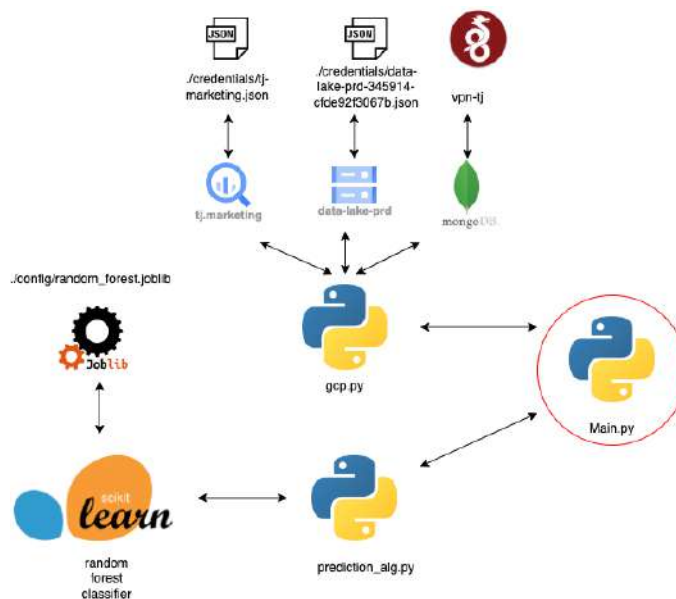 JSON
JSON
./credentials/tj-
marketing.json
./credentials/data-
lake-prd-345914-
cfde92f3067b.json
vpn-tj
tj.marketing
data-lake-prd
mongoDB.
./config/random_forest.joblib
Joblib
gcp.py
Main.py
scikit
learn
random
forest
classifier
prediction_alg.py